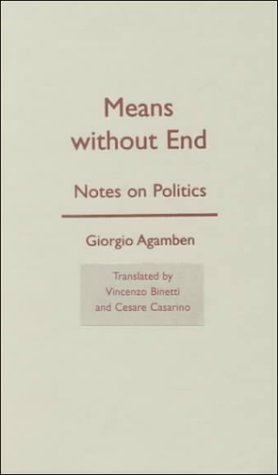 Means
without End
Notes on Politics
Giorgio Agamben
Translated by
Vincenzo Binetti
and Cesare Casarino